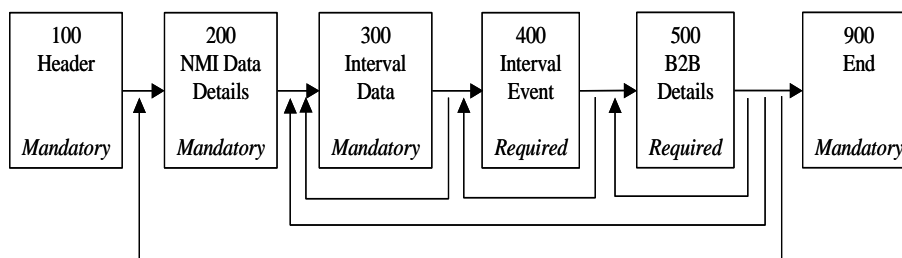 100
Header
Mandatory
200
NMI Data
Details
Mandatory
300
Interval
Data
Mandatory
400
Interval
Event
Required
500
B2B
Details
Required
900
End
Mandatory